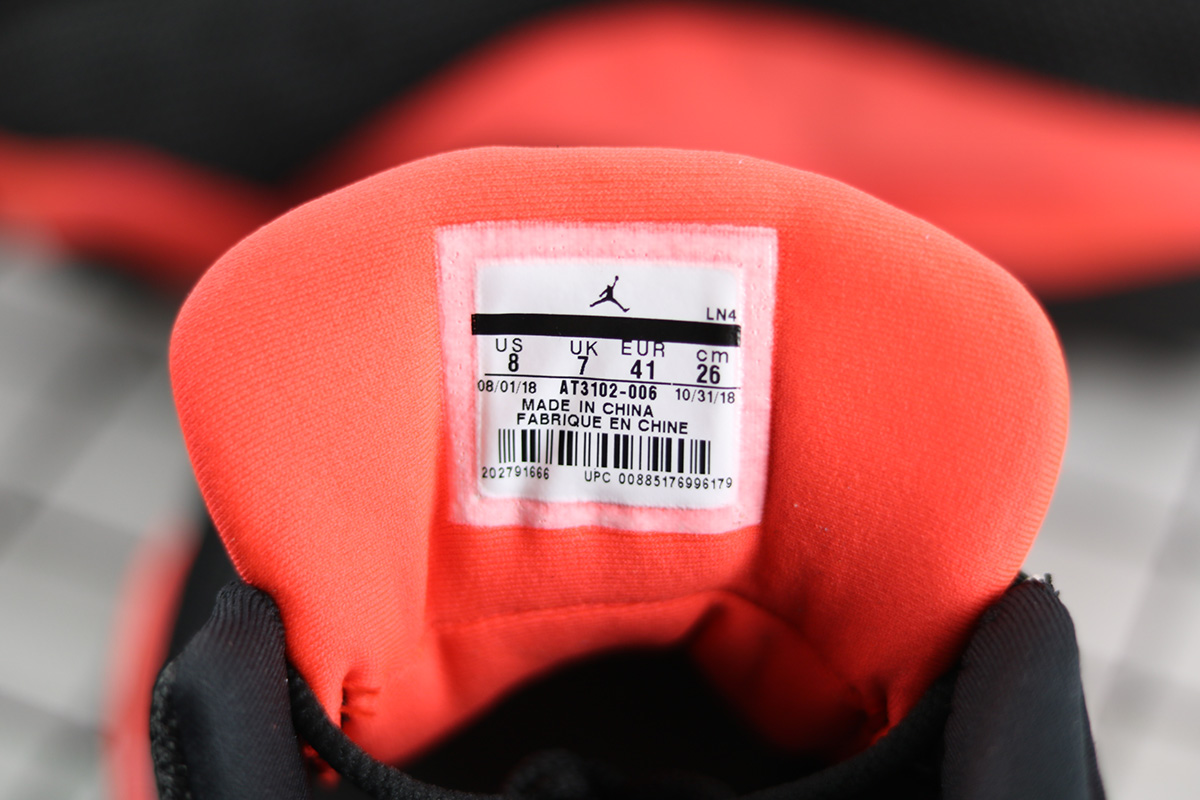 LN4
US UK EUR cm
8 7 41 26
08/01/18 AT3102-006 10/31/18
MADE IN CHINA
FABRIQUE EN CHINE
202791666 UPC 00885176996179